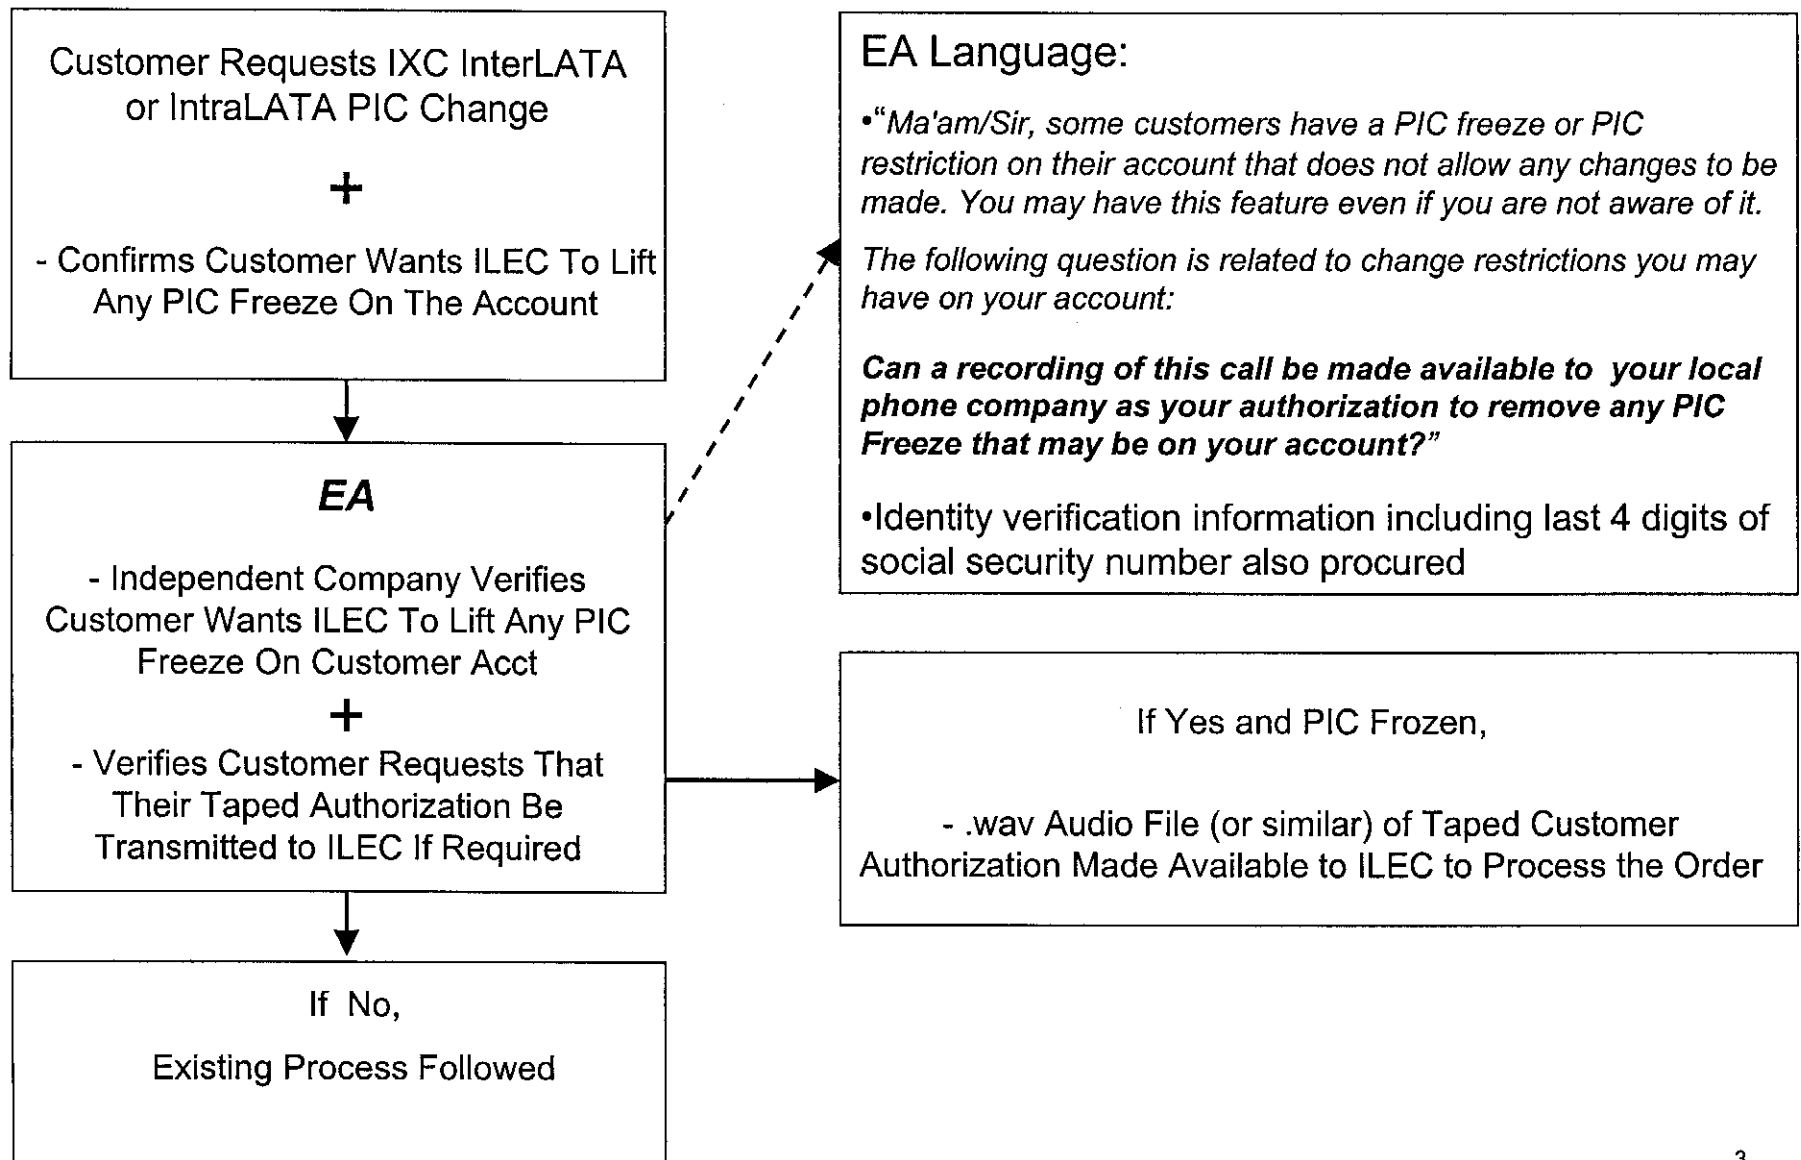 Customer Requests IXC InterLATA
or IntraLATA PIC Change
+
- Confirms Customer Wants ILEC To Lift
Any PIC Freeze On The Account
EA
- Independent Company Verifies
Customer Wants ILEC To Lift Any PIC
Freeze On Customer Acct
+
- Verifies Customer Requests That
Their Taped Authorization Be
Transmitted to ILEC If Required
If No,
Existing Process Followed
EA Language:
•“Ma'am/Sir, some customers have a PIC freeze or PIC
restriction on their account that does not allow any changes to be
made. You may have this feature even if you are not aware of it.
The following question is related to change restrictions you may
have on your account:
Can a recording of this call be made available to your local
phone company as your authorization to remove any PIC
Freeze that may be on your account?”
•Identity verification information including last 4 digits of
social security number also procured
If Yes and PIC Frozen,
- .wav Audio File (or similar) of Taped Customer
Authorization Made Available to ILEC to Process the Order
3